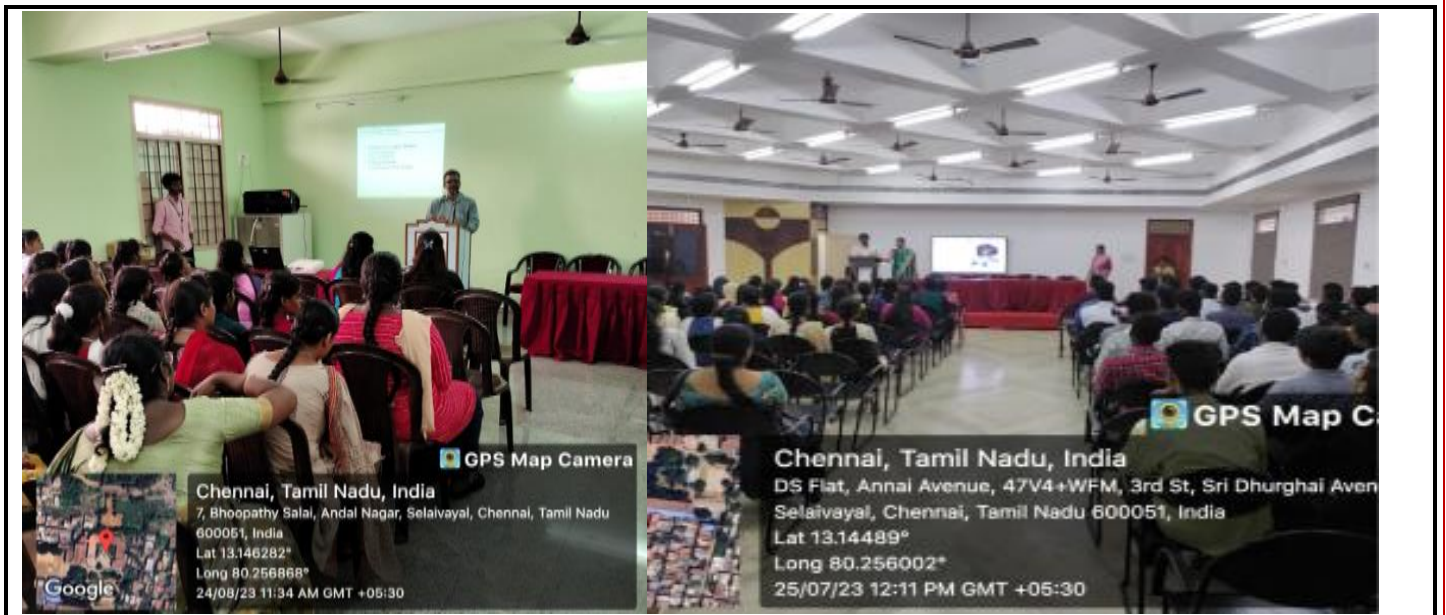 GPS Map Camera
Chennai, Tamil Nadu, India
7, Bhoopathy Salai, Andal Nagar, Selaivayal, Chennai, Tamil Nadu
600051, India
Lat 13.146282°
Long 80.256868°
24/08/23 11:34 AM GMT +05:30
Google
GPS Map C
Chennai, Tamil Nadu, India
DS Flat, Annai Avenue, 47V4+WFM, 3rd St, Sri Dhurghai Aven
Selaivayal, Chennai, Tamil Nadu 600051, India
Lat 13.14489°
Long 80.256002°
25/07/23 12:11 PM GMT +05:30